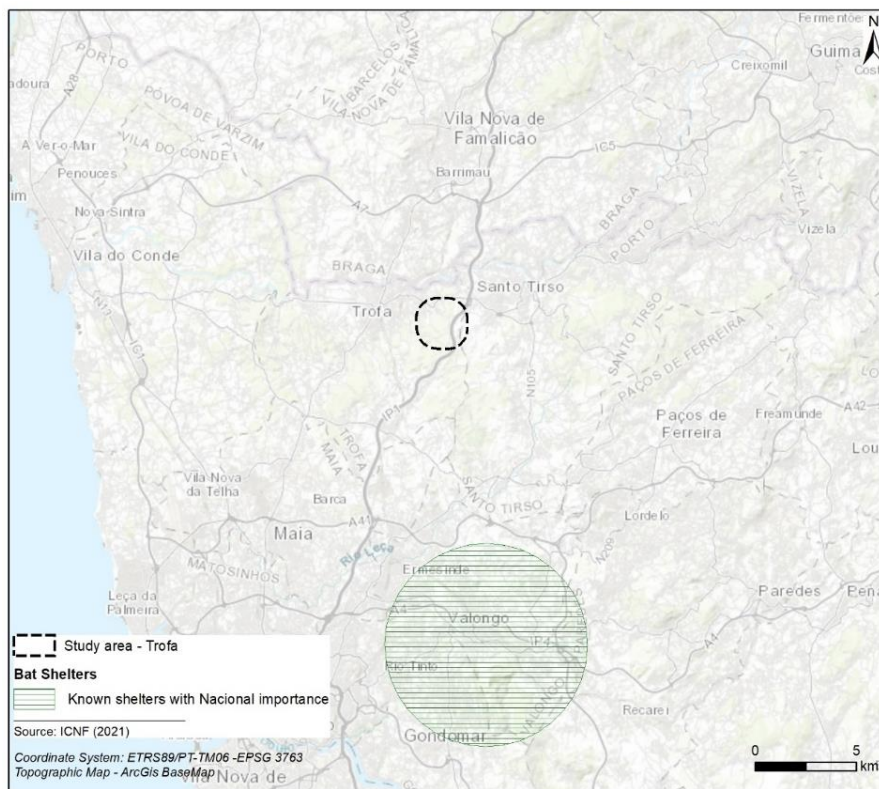 Fermentões
N
Guima
Creixomil
Cost
PORTO
BARCELOS
VILA NOVA DE FAMALICÃO
A28
adoura
PÓVOA DE VARZIM
VILA DO CONDE
Vila Nova de
Famalicão
A Ver-o-Mar
Penouces
Barrimau
IC5
VIZELA
Nova-Sintra
A7
BRAGA
PORTO
Vizela
Vila do Conde
BRAGA
Santo Tirso
Trofa
N13
IC1
SANTO TIRSO
PAÇOS DE FERREIRA
N105
IP1
Paços de
Ferreira
Freamunde
A42
Lou
TROFA
MAIA
Vila Nova
da Telha
Barca
SANTO TIRSO
Lordelo
Maia
A41
Rio Leça
N209
MATOSINHOS
Ermesinde
Leça da
Palmeira
Paredes
Pen
A4
Valongo
IP4
A4
Study area - Trofa
Rio Tinto
Bat Shelters
Known shelters with Nacional importance
VALONGO
Recarei
Source: ICNF (2021)
Gondomar
Coordinate System: ETRS89/PT-TM06 -EPSG 3763
Topographic Map - ArcGis BaseMap
Vila Nova de
0 5
km